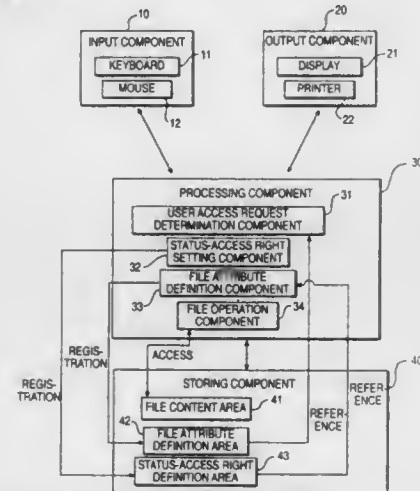 10
INPUT COMPONENT
KEYBOARD
11
MOUSE
12
20
OUTPUT COMPONENT
DISPLAY
21
PRINTER
22
30
PROCESSING COMPONENT
31
USER ACCESS REQUEST
DETERMINATION COMPONENT
STATUS-ACCESS RIGHT
SETTING COMPONENT
32
FILE ATTRIBUTE
DEFINITION COMPONENT
33
FILE OPERATION
COMPONENT
34
REGIS-
TRATION
REGIS-
TRATION
ACCESS
STORING COMPONENT
40
FILE CONTENT AREA
41
42
FILE ATTRIBUTE
DEFINITION AREA
STATUS-ACCESS RIGHT
DEFINITION AREA
43
REFER-
ENCE
REFER-
ENCE